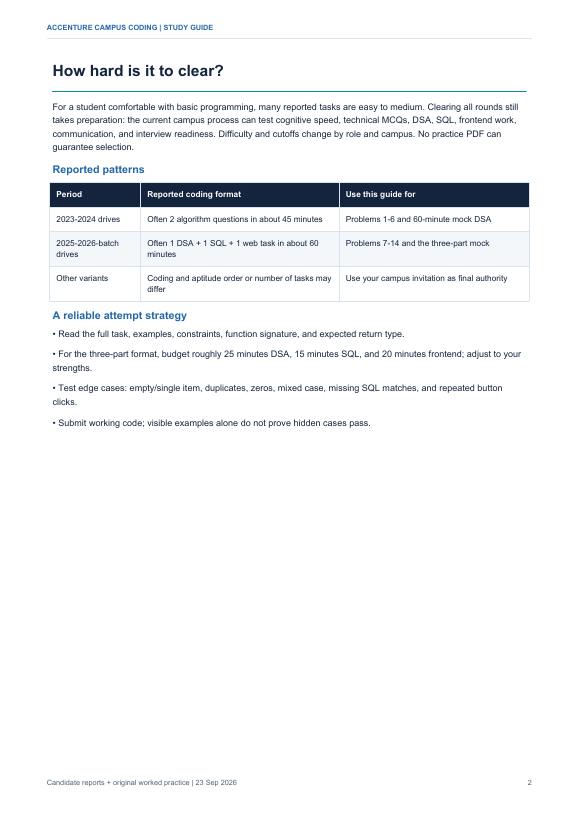 ACCENTURE CAMPUS CODING | STUDY GUIDE
How hard is it to clear?
For a student comfortable with basic programming, many reported tasks are easy to medium. Clearing all rounds still
takes preparation: the current campus process can test cognitive speed, technical MCQs, DSA, SQL, frontend work,
communication, and interview readiness. Difficulty and cutoffs change by role and campus. No practice PDF can
guarantee selection.
Reported patterns
Period
Reported coding format
Use this guide for
2023-2024 drives
Often 2 algorithm questions in about 45 minutes
Problems 1-6 and 60-minute mock DSA
2025-2026-batch
drives
Often 1 DSA + 1 SQL + 1 web task in about 60
minutes
Problems 7-14 and the three-part mock
Other variants
Coding and aptitude order or number of tasks may
differ
Use your campus invitation as final authority
A reliable attempt strategy
• Read the full task, examples, constraints, function signature, and expected return type.
• For the three-part format, budget roughly 25 minutes DSA, 15 minutes SQL, and 20 minutes frontend; adjust to your
strengths.
• Test edge cases: empty/single item, duplicates, zeros, mixed case, missing SQL matches, and repeated button
clicks.
• Submit working code; visible examples alone do not prove hidden cases pass.
Candidate reports + original worked practice | 23 Sep 2026
2